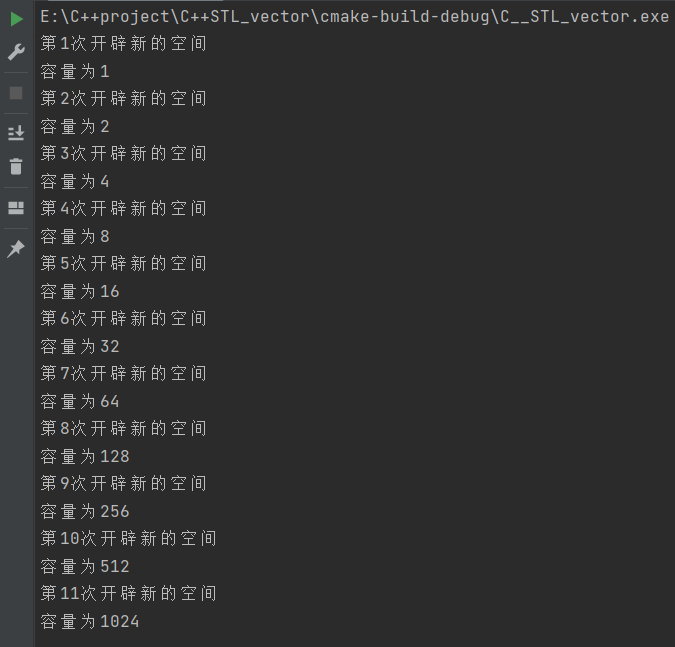 E:\C++project\C++STL_vector\cmake-build-debug\C__STL_vector.exe
第1次开辟新的空间
容量为1
第2次开辟新的空间
容量为2
第3次开辟新的空间
容量为4
第4次开辟新的空间
容量为8
第5次开辟新的空间
容量为16
第6次开辟新的空间
容量为32
第7次开辟新的空间
容量为64
第8次开辟新的空间
容量为128
第9次开辟新的空间
容量为256
第10次开辟新的空间
容量为512
第11次开辟新的空间
容量为1024